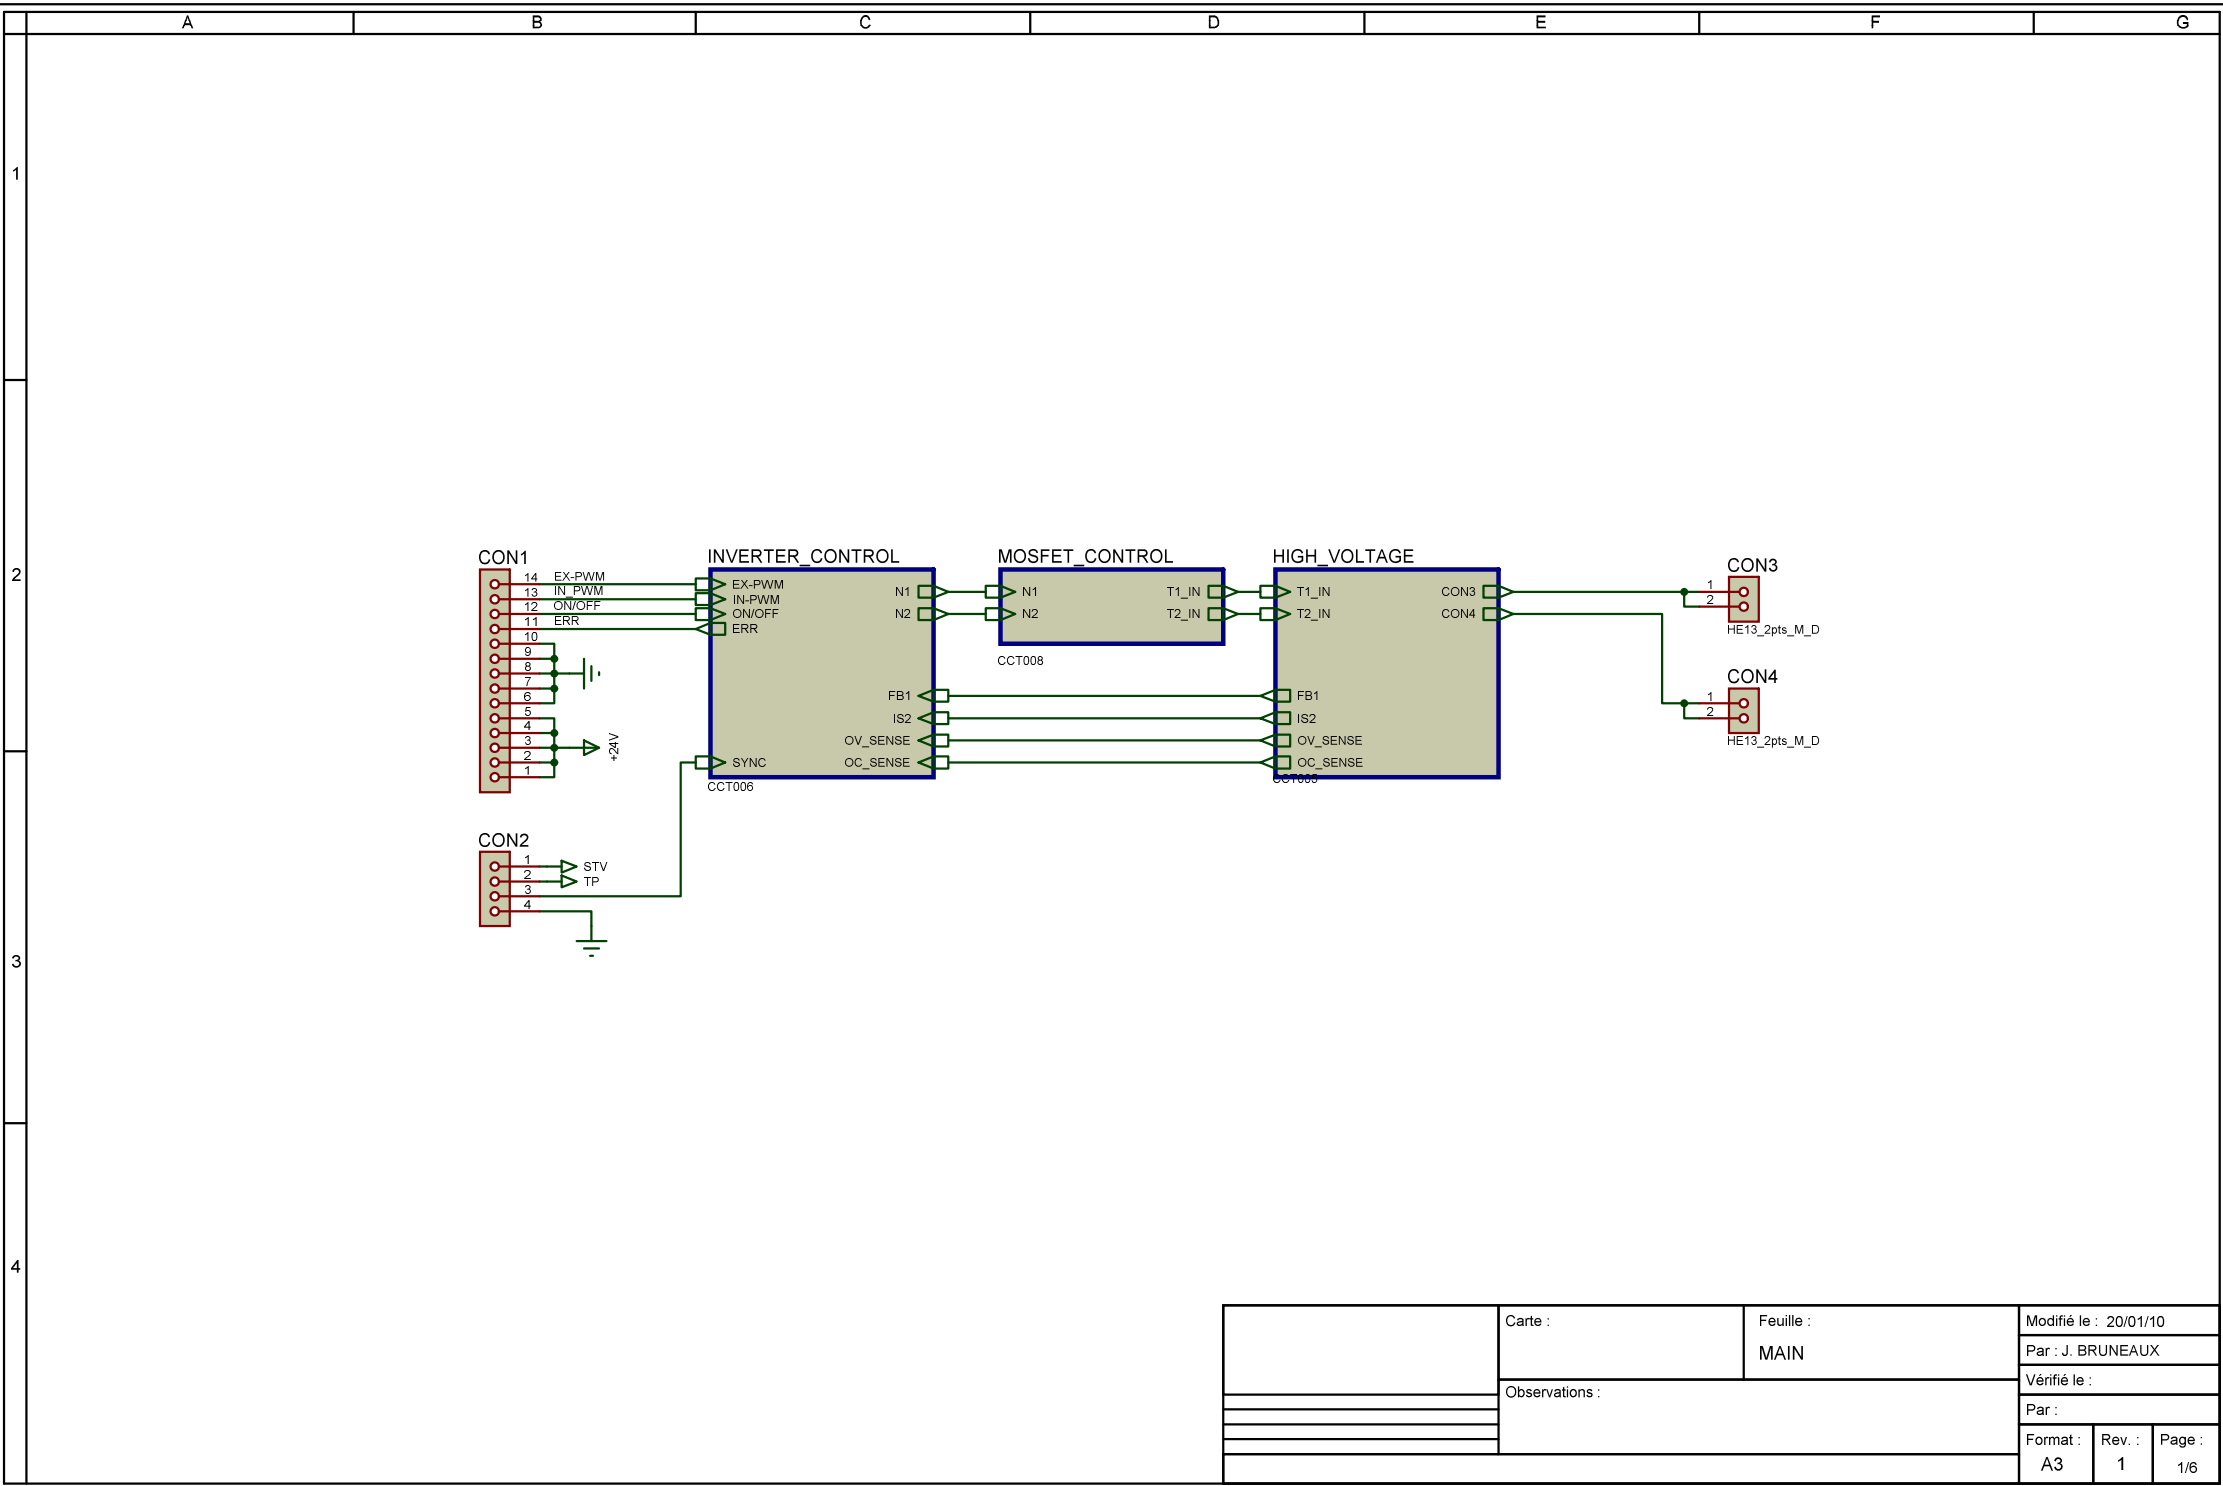 A B C D E F G
1
2
3
4
CON1
14 EX-PWM
13 IN_PWM
12 ON/OFF
11 ERR
10
9
8
7
6
5
4
3
2
1
+24V
CON2
1 STV
2 TP
3
4
INVERTER_CONTROL
EX-PWM
IN-PWM
ON/OFF
ERR
SYNC
N1
N2
FB1
IS2
OV_SENSE
OC_SENSE
CCT006
MOSFET_CONTROL
N1 T1_IN
N2 T2_IN
CCT008
HIGH_VOLTAGE
T1_IN CON3
T2_IN CON4
FB1
IS2
OV_SENSE
OC_SENSE
CON3
1
2
HE13_2pts_M_D
CON4
1
2
HE13_2pts_M_D
Carte :
Feuille :
MAIN
Observations :
Modifié le : 20/01/10
Par : J. BRUNEAUX
Vérifié le :
Par :
Format : Rev. : Page :
A3 1 1/6